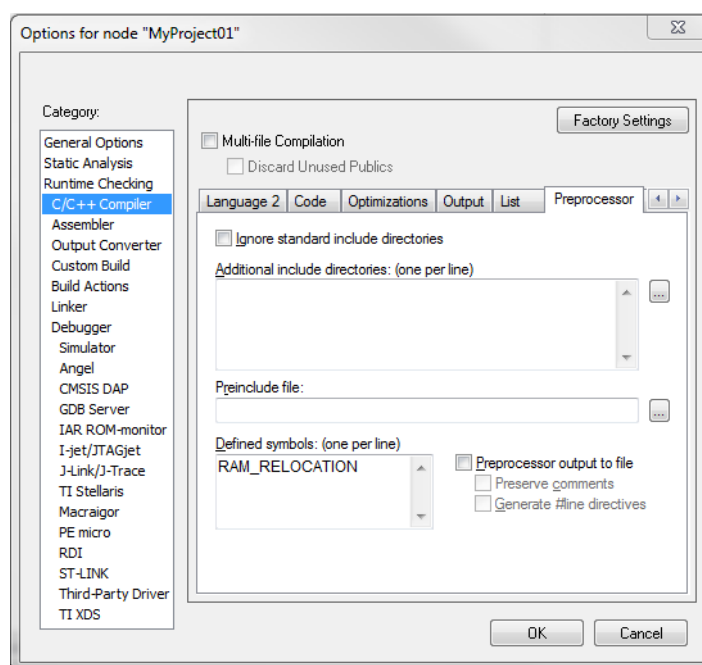 Options for node "MyProject01"
Category:
General Options
Static Analysis
Runtime Checking
C/C++ Compiler
Assembler
Output Converter
Custom Build
Build Actions
Linker
Debugger
Simulator
Angel
CMSIS DAP
GDB Server
IAR ROM-monitor
I-jet/JTAGjet
J-Link/J-Trace
TI Stellaris
Macraigor
PE micro
RDI
ST-LINK
Third-Party Driver
TI XDS
Factory Settings
Multi-file Compilation
Discard Unused Publics
Language 2 Code Optimizations Output List Preprocessor
Ignore standard include directories
Additional include directories: (one per line)
...
Preinclude file:
...
Defined symbols: (one per line)
RAM_RELOCATION
Preprocessor output to file
Preserve comments
Generate #line directives
OK Cancel